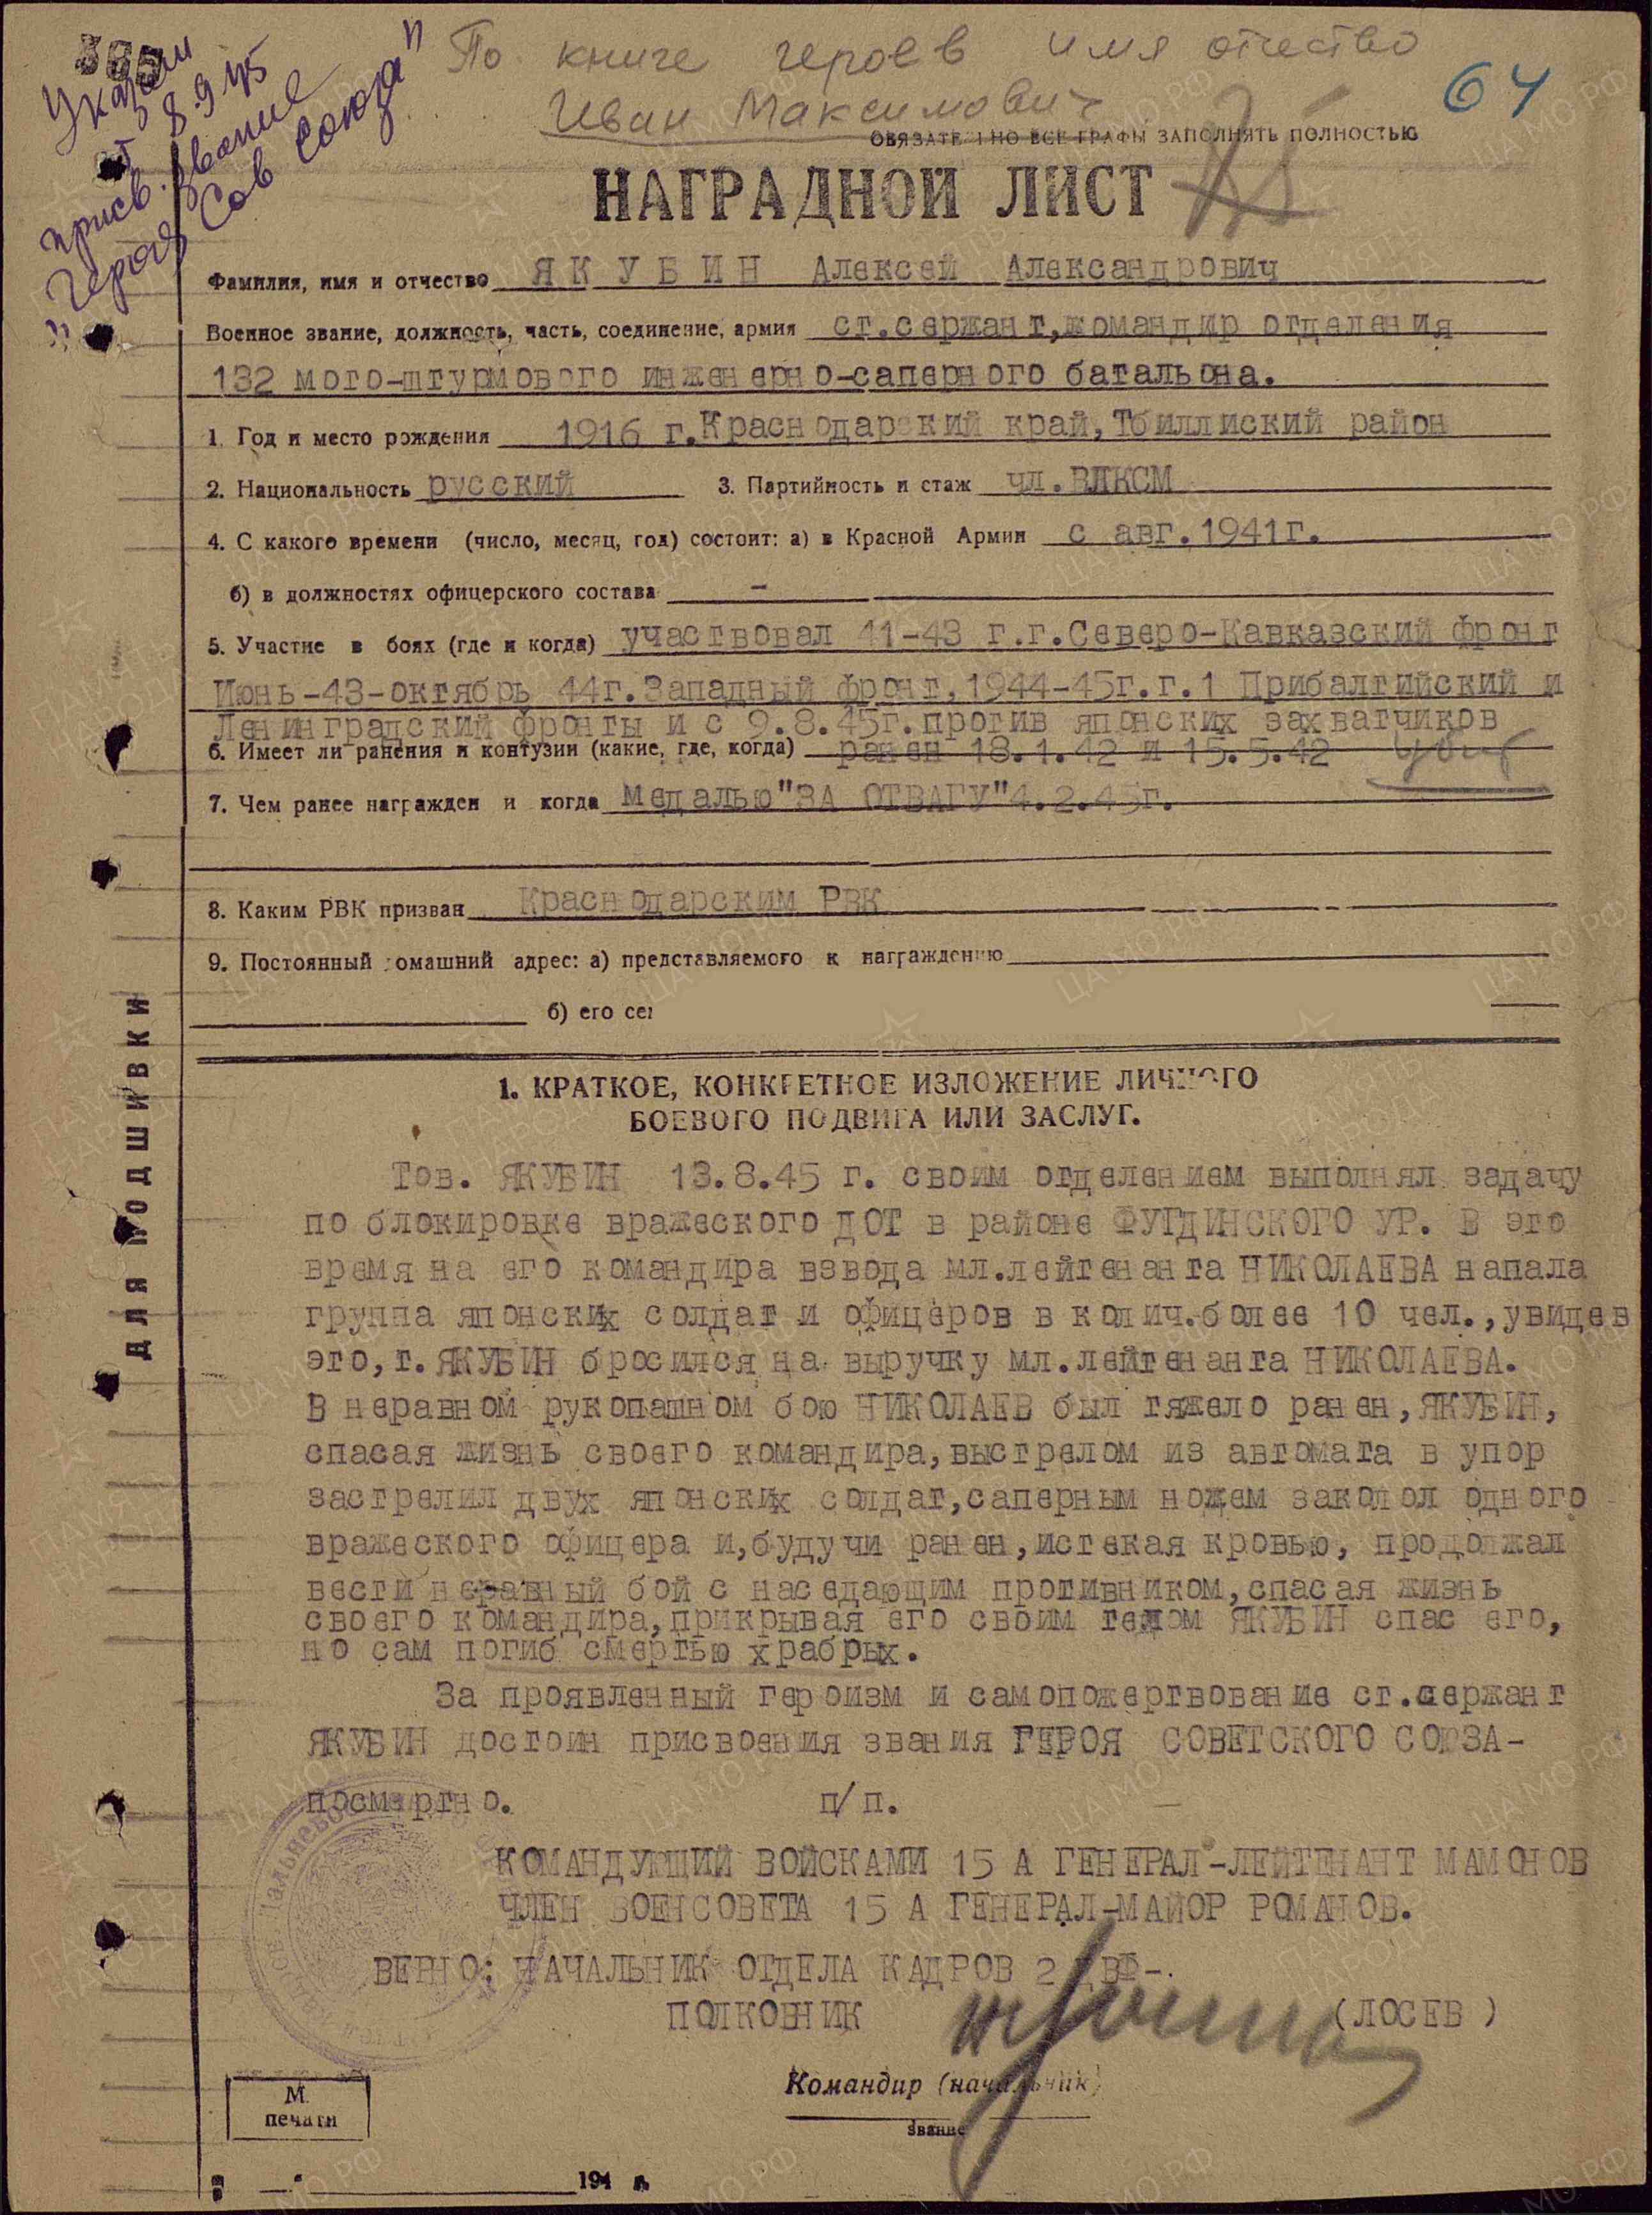 Указом
от 8.9.45
присв. звание
"Героя Сов Союза"
По книге героев имя отчество
Иван Максимович
64
ОБЯЗАТЕЛЬНО ВСЕ ГРАФЫ ЗАПОЛНЯТЬ ПОЛНОСТЬЮ
НАГРАДНОЙ ЛИСТ
Фамилия, имя и отчество ЯКУБИН Алексей Александрович
Военное звание, должность, часть, соединение, армия ст.сержант,командир отделения
132 мото-штурмового инженерно-саперного батальона.
1. Год и место рождения 1916 г.Краснодарский край,Тбиллиский район
2. Национальность русский 3. Партийность и стаж чл.ВЛКСМ
4. С какого времени (число, месяц, год) состоит: а) в Красной Армии с авг.1941г.
б) в должностях офицерского состава -
5. Участие в боях (где и когда) участвовал 41-43 г.г.Северо-Кавказский фронт
Июнь-43-октябрь 44г.Западный фронт,1944-45г.г.1 Прибалтийский и
Ленинградский фронты и с 9.8.45г.против японских захватчиков
6. Имеет ли ранения и контузии (какие, где, когда) ранен 18.1.42 и 15.5.42 убит
7. Чем ранее награжден и когда медалью"ЗА ОТВАГУ"4.2.45г.
8. Каким РВК призван Краснодарским РВК
9. Постоянный домашний адрес: а) представляемого к награждению
б) его сем
ДЛЯ ПОДШИВКИ
1. КРАТКОЕ, КОНКРЕТНОЕ ИЗЛОЖЕНИЕ ЛИЧНОГО
БОЕВОГО ПОДВИГА ИЛИ ЗАСЛУГ.
Тов. ЯКУБИН 13.8.45 г. своим отделением выполнял задачу
по блокировке вражеского ДОТ в районе ФУГДИНСКОГО УР. В это
время на его командира взвода мл.лейтенанта НИКОЛАЕВА напала
группа японских солдат и офицеров в колич.более 10 чел.,увидев
это,т.ЯКУБИН бросился на выручку мл.лейтенанта НИКОЛАЕВА.
В неравном рукопашном бою НИКОЛАЕВ был тяжело ранен,ЯКУБИН,
спасая жизнь своего командира,выстрелом из автомата в упор
застрелил двух японских солдат,саперным ножем заколол одного
вражеского офицера и,будучи ранен,истекая кровью, продолжал
вести неравный бой с наседающим противником,спасая жизнь
своего командира,прикрывая его своим телом ЯКУБИН спас его,
но сам погиб смертью храбрых.
За проявленный героизм и самопожертвование ст.сержант
ЯКУБИН достоин присвоения звания ГЕРОЯ СОВЕТСКОГО СОЮЗА-
посмертно. п/п.
КОМАНДУЮЩИЙ ВОЙСКАМИ 15 А ГЕНЕРАЛ-ЛЕЙТЕНАНТ МАМОНОВ
ЧЛЕН ВОЕНСОВЕТА 15 А ГЕНЕРАЛ-МАЙОР РОМАНОВ.
ВЕРНО: НАЧАЛЬНИК ОТДЕЛА КАДРОВ 2 ДВФ-
ПОЛКОВНИК (ЛОСЕВ)
Командир (начальник)
звание
М.
печати
194 г.